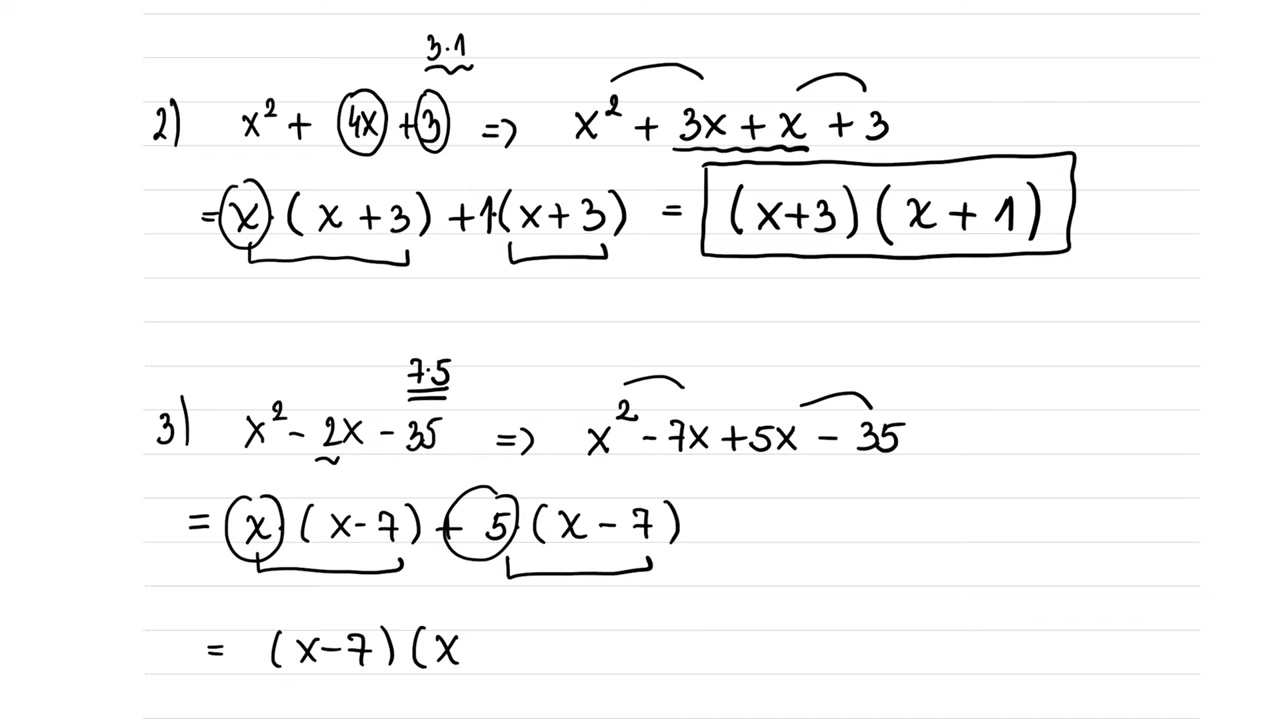 3·1
2) x² + 4x + 3 => x² + 3x + x + 3
= x·(x + 3) + 1·(x + 3) = (x+3)(x + 1)
7·5
3) x² - 2x - 35 => x² - 7x + 5x - 35
= x·(x - 7) + 5·(x - 7)
= (x - 7)(x